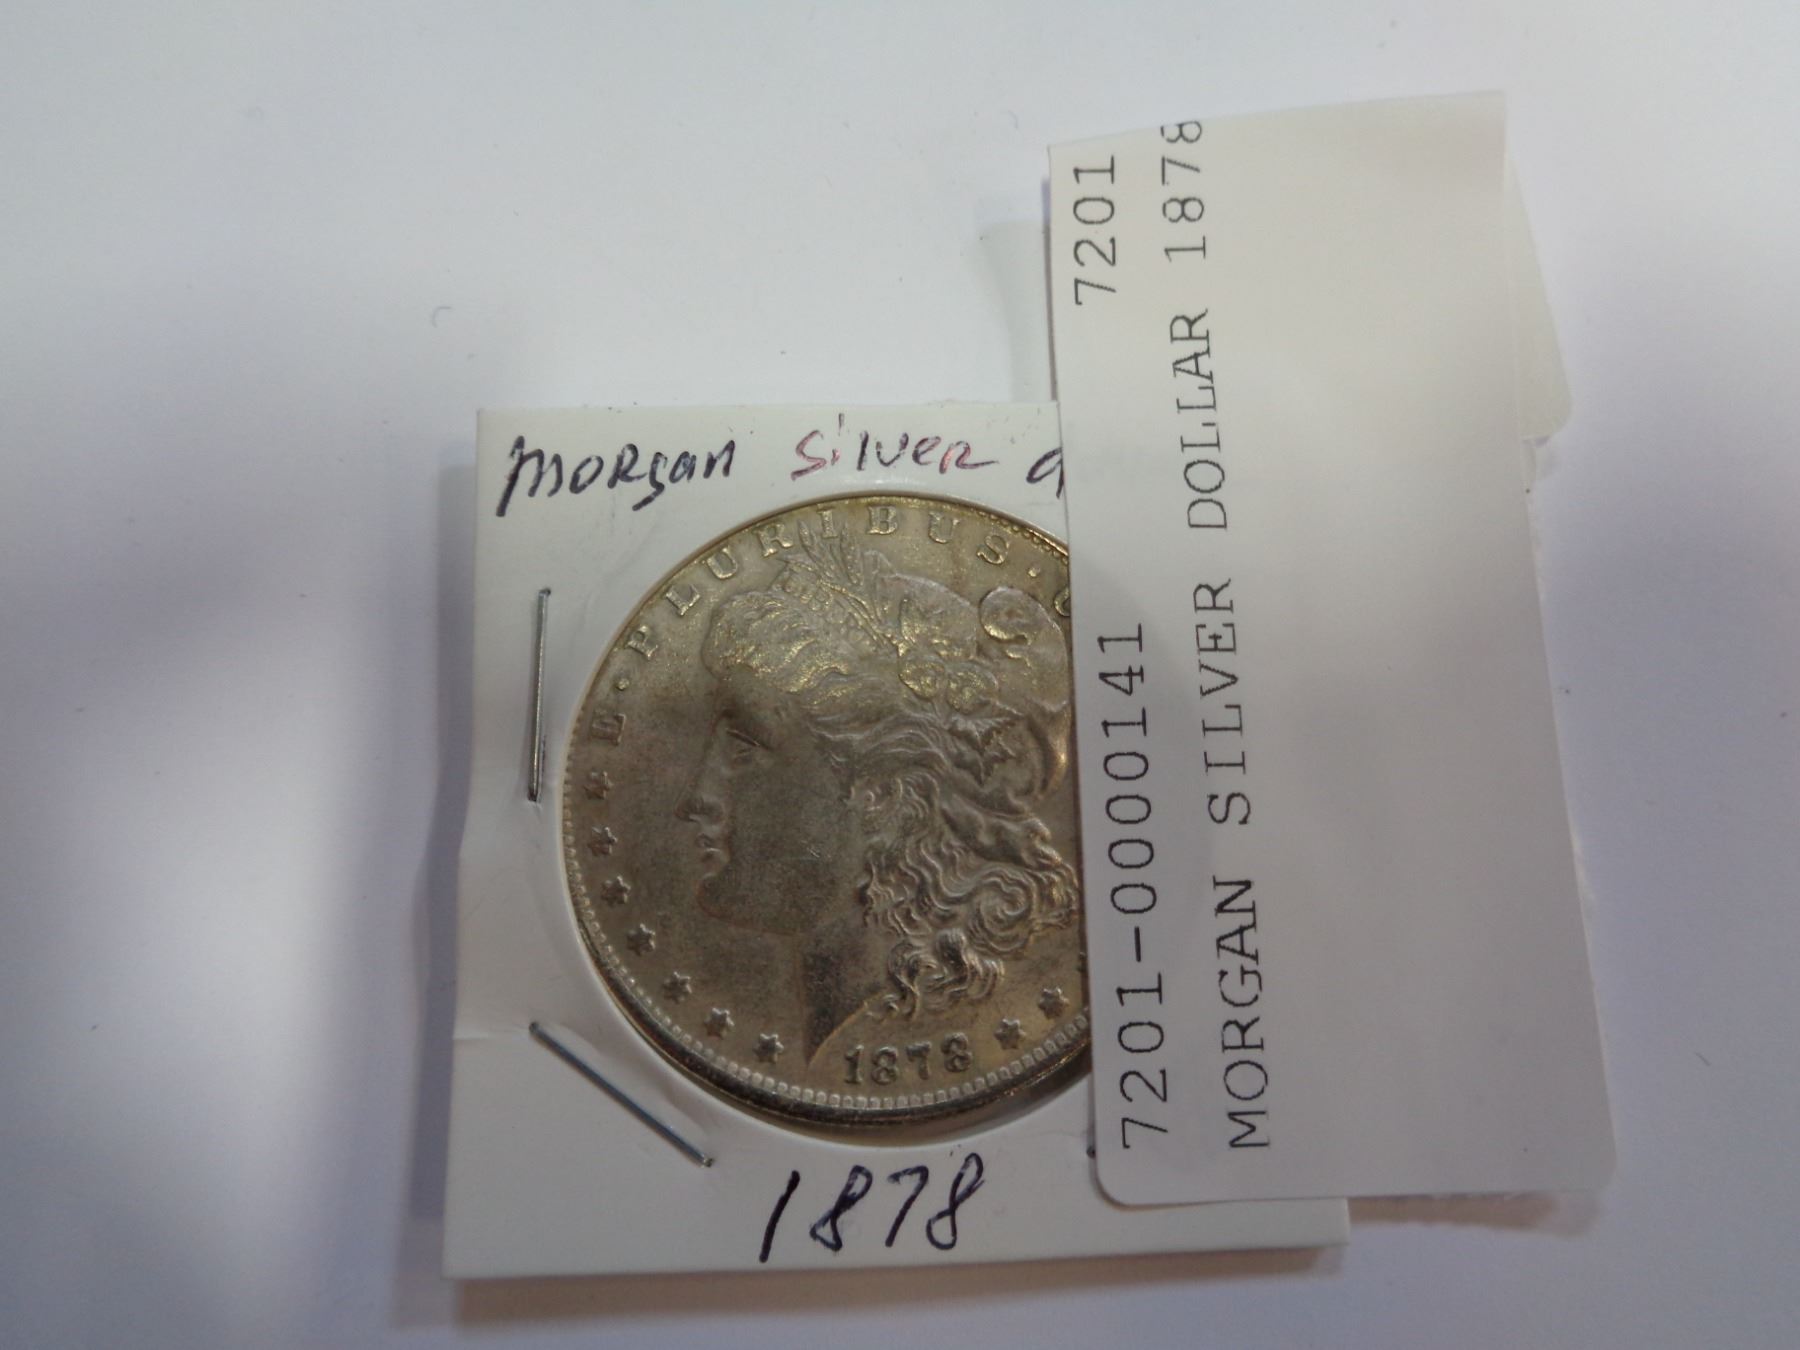 Morgan Silver d
E · PLURIBUS · U
1878
1878
7201-0000141 7201
MORGAN SILVER DOLLAR 1878